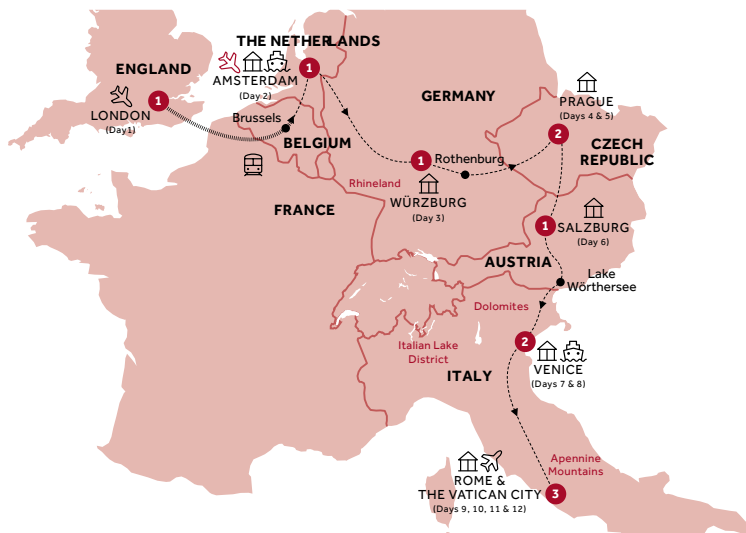 THE NETHERLANDS
1
AMSTERDAM
(Day 2)
ENGLAND
1
LONDON
(Day1)
Brussels
BELGIUM
GERMANY
PRAGUE
(Days 4 & 5)
2
CZECH
REPUBLIC
1
Rothenburg
Rhineland
WÜRZBURG
(Day 3)
FRANCE
1
SALZBURG
(Day 6)
AUSTRIA
Lake
Wörthersee
Dolomites
Italian Lake
District
2
VENICE
(Days 7 & 8)
ITALY
Apennine
Mountains
ROME &
THE VATICAN CITY
(Days 9, 10, 11 & 12)
3